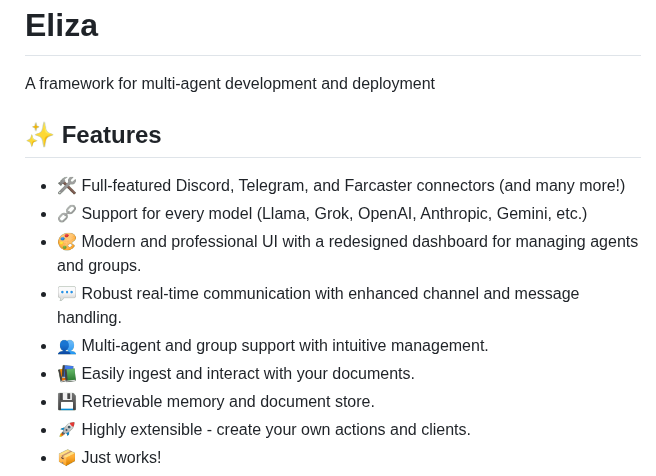 Eliza
A framework for multi-agent development and deployment
✨ Features
🛠️ Full-featured Discord, Telegram, and Farcaster connectors (and many more!)
🔗 Support for every model (Llama, Grok, OpenAI, Anthropic, Gemini, etc.)
🎨 Modern and professional UI with a redesigned dashboard for managing agents
and groups.
💬 Robust real-time communication with enhanced channel and message
handling.
👥 Multi-agent and group support with intuitive management.
📚 Easily ingest and interact with your documents.
💾 Retrievable memory and document store.
🚀 Highly extensible - create your own actions and clients.
📦 Just works!